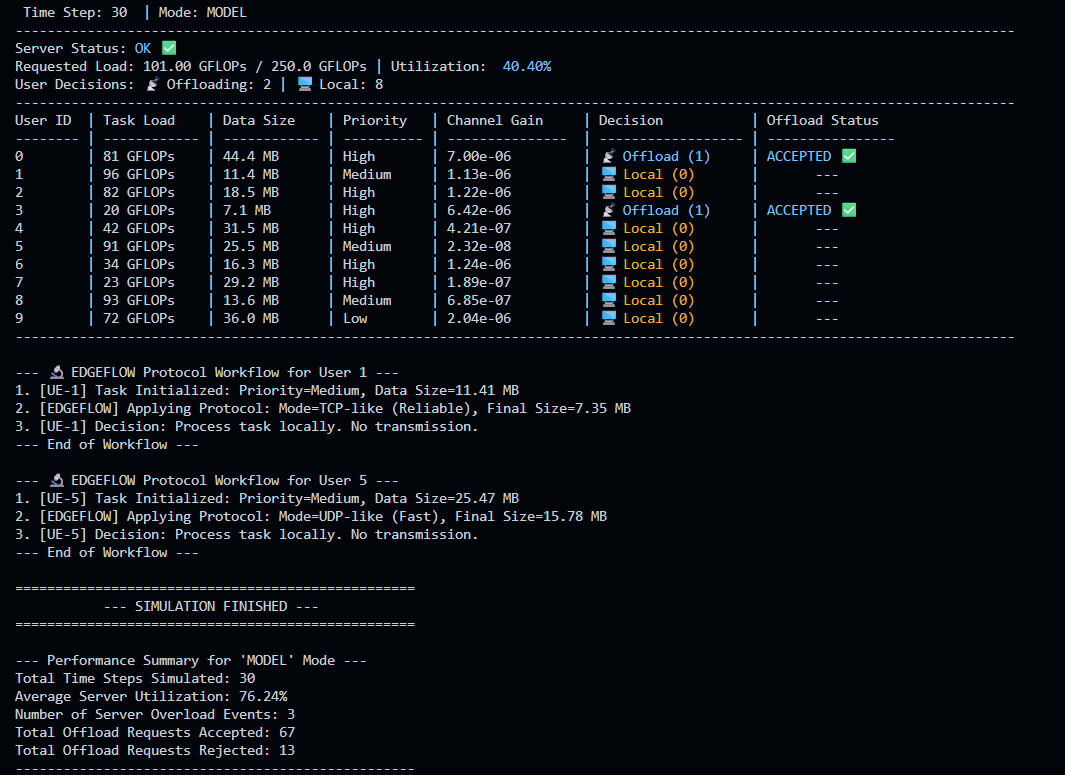 Time Step: 30 | Mode: MODEL
-----------------------------------------------------------------------------------------------------------------------------
Server Status: OK ✅
Requested Load: 101.00 GFLOPs / 250.0 GFLOPs | Utilization:  40.40%
User Decisions: 📡 Offloading: 2 | 🖥️ Local: 8
-----------------------------------------------------------------------------------------------------------------------------
User ID | Task Load | Data Size | Priority | Channel Gain | Decision | Offload Status
-------- | ------------ | ------------ | ---------- | --------------- | ------------------ | ----------------
0 | 81 GFLOPs | 44.4 MB | High | 7.00e-06 | 📡 Offload (1) | ACCEPTED ✅
1 | 96 GFLOPs | 11.4 MB | Medium | 1.13e-06 | 🖥️ Local (0) | ---
2 | 82 GFLOPs | 18.5 MB | High | 1.22e-06 | 🖥️ Local (0) | ---
3 | 20 GFLOPs | 7.1 MB | High | 6.42e-06 | 📡 Offload (1) | ACCEPTED ✅
4 | 42 GFLOPs | 31.5 MB | High | 4.21e-07 | 🖥️ Local (0) | ---
5 | 91 GFLOPs | 25.5 MB | Medium | 2.32e-08 | 🖥️ Local (0) | ---
6 | 34 GFLOPs | 16.3 MB | High | 1.24e-06 | 🖥️ Local (0) | ---
7 | 23 GFLOPs | 29.2 MB | High | 1.89e-07 | 🖥️ Local (0) | ---
8 | 93 GFLOPs | 13.6 MB | Medium | 6.85e-07 | 🖥️ Local (0) | ---
9 | 72 GFLOPs | 36.0 MB | Low | 2.04e-06 | 🖥️ Local (0) | ---
-----------------------------------------------------------------------------------------------------------------------------
--- 🔬 EDGEFLOW Protocol Workflow for User 1 ---
1. [UE-1] Task Initialized: Priority=Medium, Data Size=11.41 MB
2. [EDGEFLOW] Applying Protocol: Mode=TCP-like (Reliable), Final Size=7.35 MB
3. [UE-1] Decision: Process task locally. No transmission.
--- End of Workflow ---
--- 🔬 EDGEFLOW Protocol Workflow for User 5 ---
1. [UE-5] Task Initialized: Priority=Medium, Data Size=25.47 MB
2. [EDGEFLOW] Applying Protocol: Mode=UDP-like (Fast), Final Size=15.78 MB
3. [UE-5] Decision: Process task locally. No transmission.
--- End of Workflow ---
==================================================
--- SIMULATION FINISHED ---
==================================================
--- Performance Summary for 'MODEL' Mode ---
Total Time Steps Simulated: 30
Average Server Utilization: 76.24%
Number of Server Overload Events: 3
Total Offload Requests Accepted: 67
Total Offload Requests Rejected: 13
--------------------------------------------------